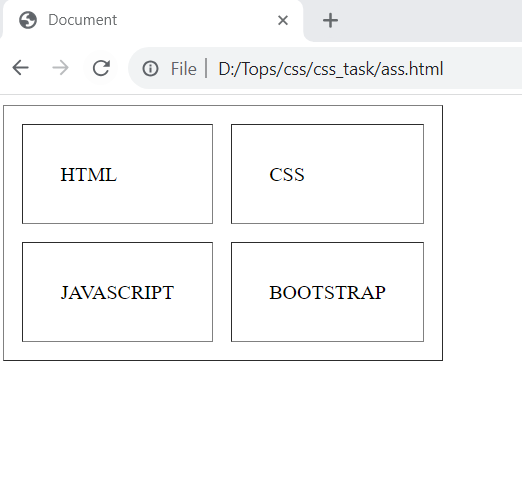 Document
File D:/Tops/css/css_task/ass.html
HTML CSS
JAVASCRIPT BOOTSTRAP